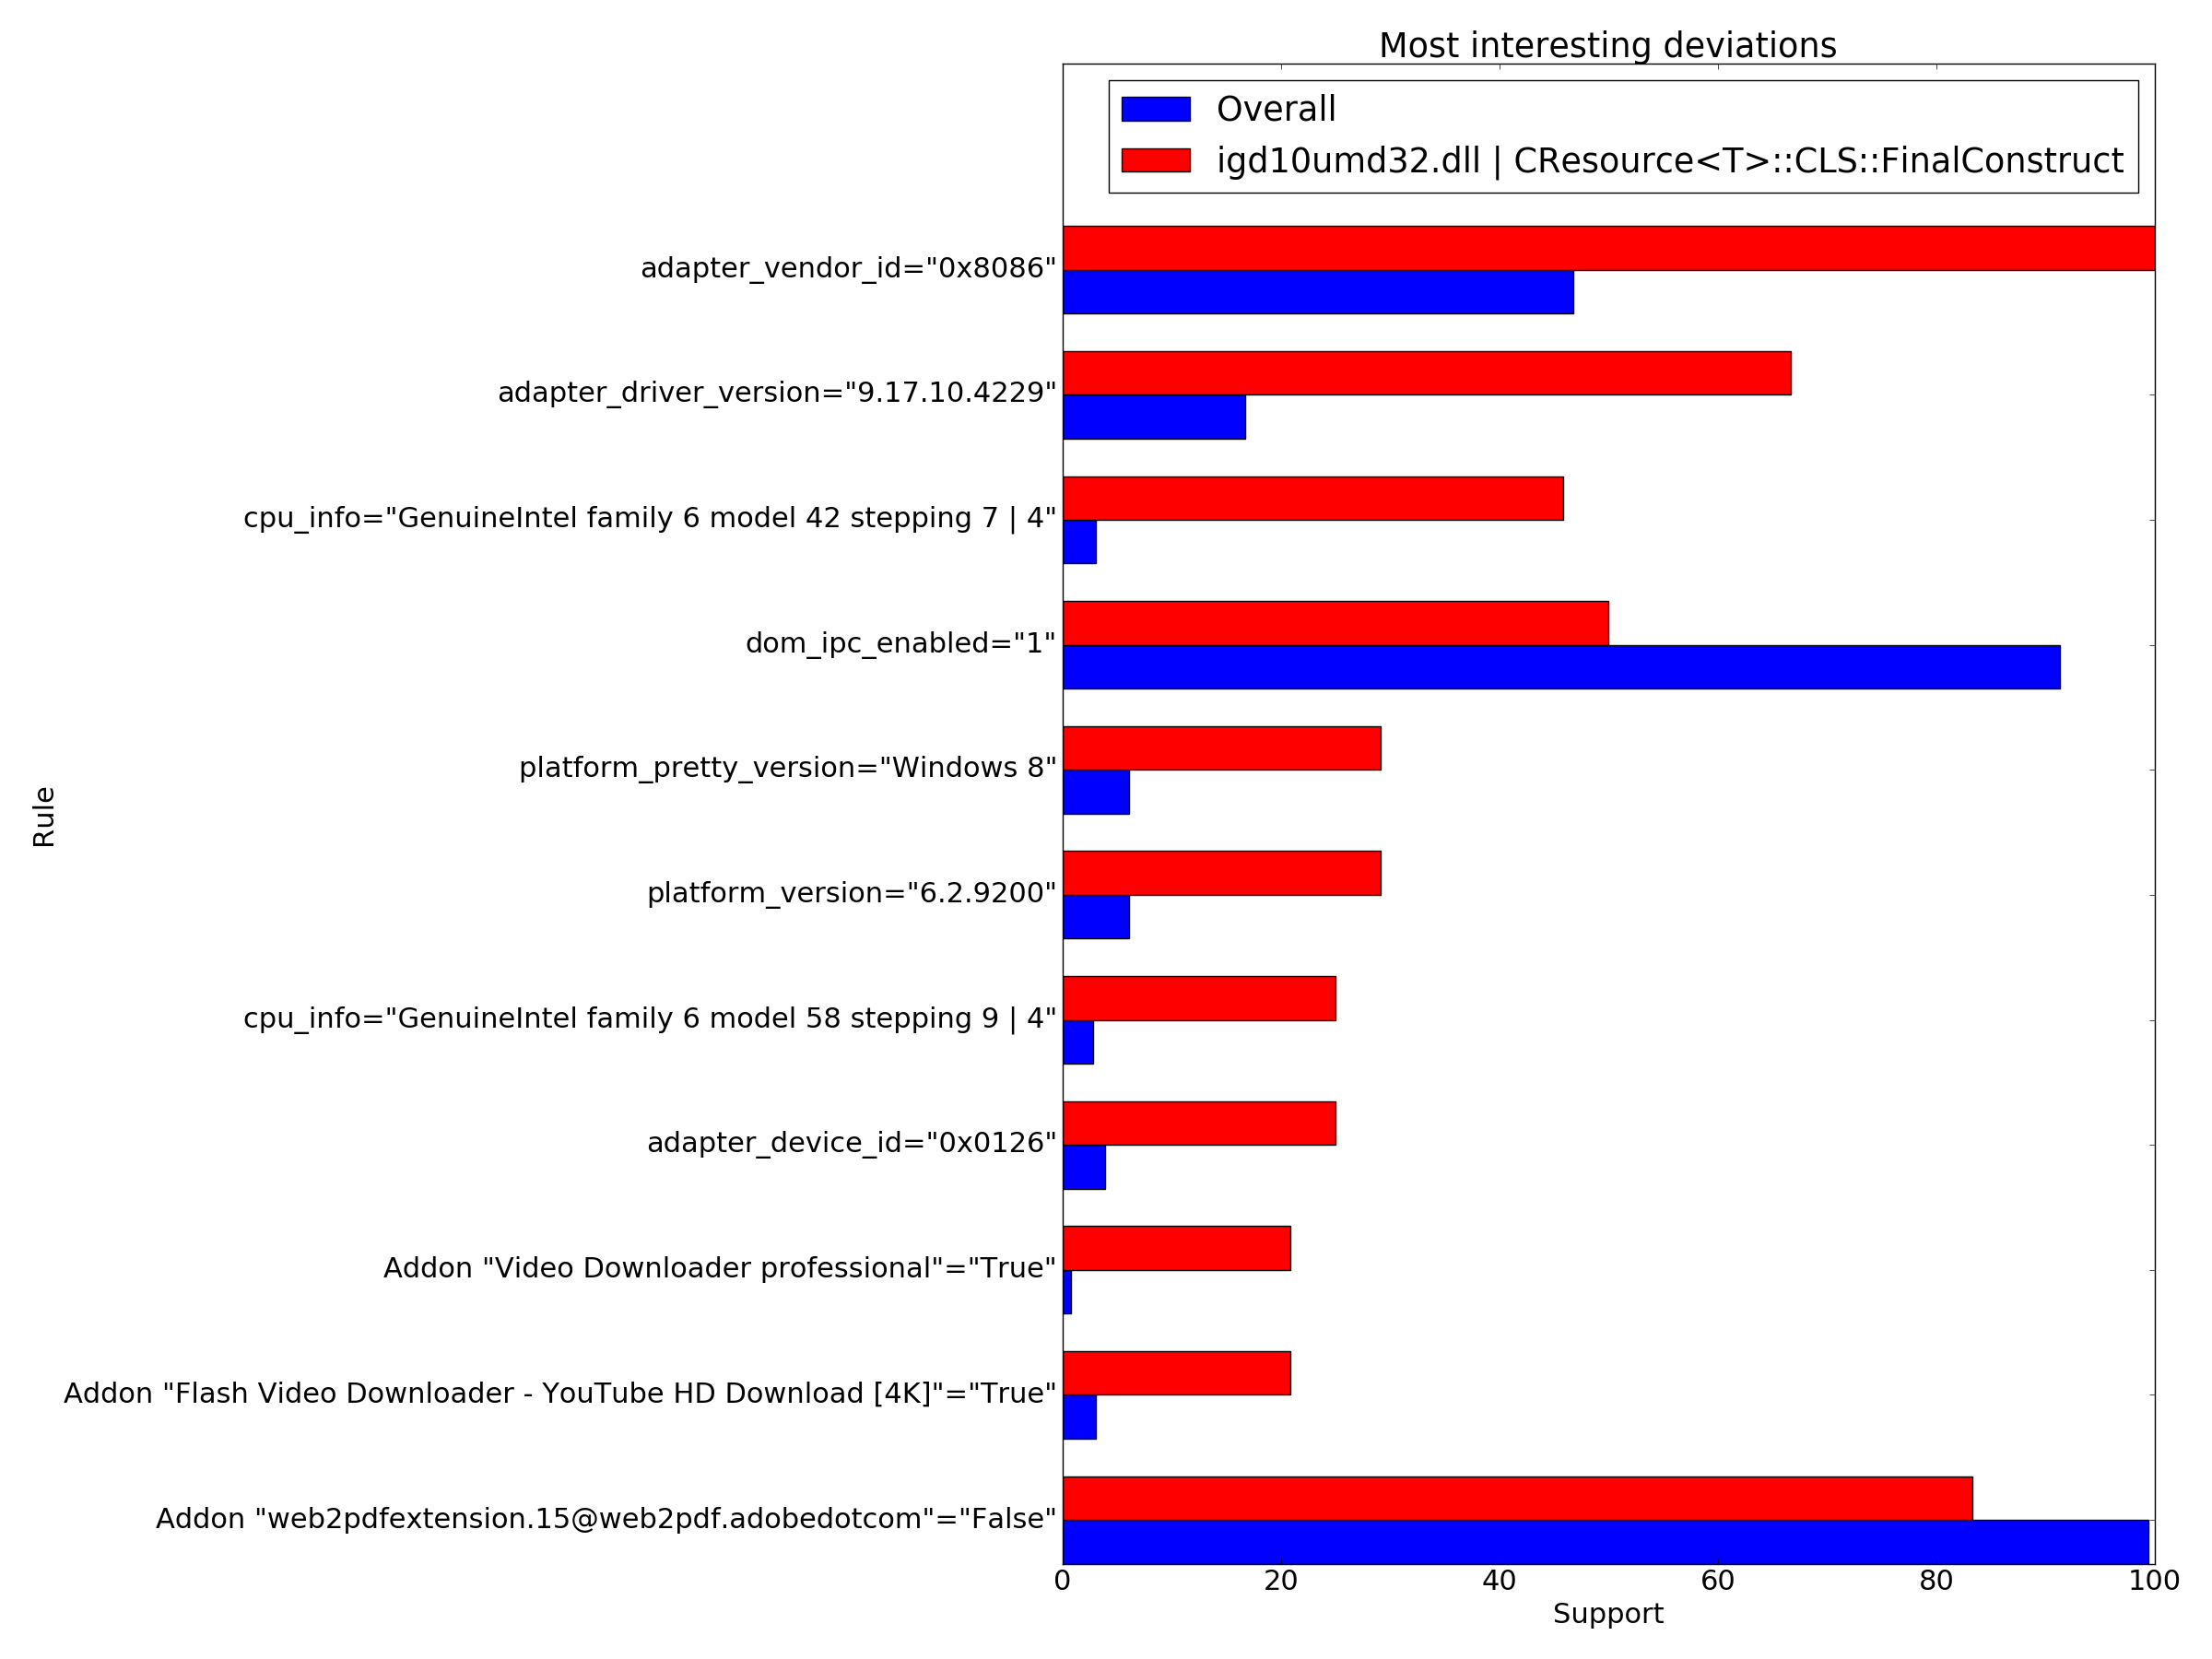 Most interesting deviations
Overall
igd10umd32.dll | CResource<T>::CLS::FinalConstruct
adapter_vendor_id="0x8086"
adapter_driver_version="9.17.10.4229"
cpu_info="GenuineIntel family 6 model 42 stepping 7 | 4"
dom_ipc_enabled="1"
platform_pretty_version="Windows 8"
platform_version="6.2.9200"
cpu_info="GenuineIntel family 6 model 58 stepping 9 | 4"
adapter_device_id="0x0126"
Addon "Video Downloader professional"="True"
Addon "Flash Video Downloader - YouTube HD Download [4K]"="True"
Addon "web2pdfextension.15@web2pdf.adobedotcom"="False"
Rule
0 20 40 60 80 100
Support